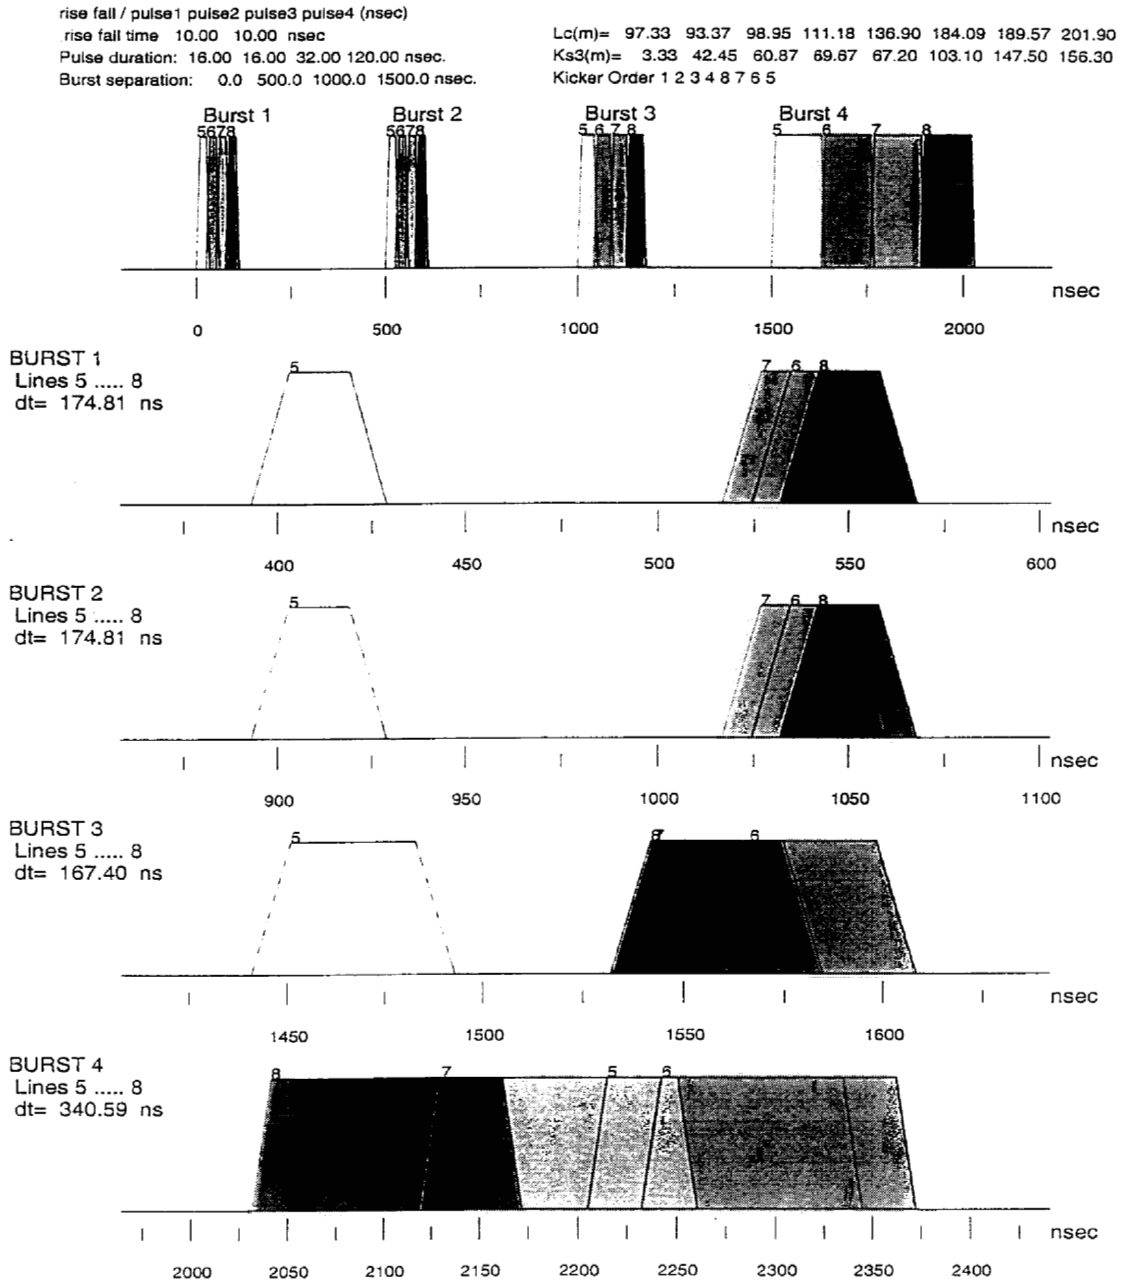 rise fall / pulse1 pulse2 pulse3 pulse4 (nsec)
rise fall time 10.00 10.00 nsec
Pulse duration: 16.00 16.00 32.00 120.00 nsec.
Burst separation: 0.0 500.0 1000.0 1500.0 nsec.
Lc(m)= 97.33 93.37 98.95 111.18 136.90 184.09 189.57 201.90
Ks3(m)= 3.33 42.45 60.87 69.67 67.20 103.10 147.50 156.30
Kicker Order 1 2 3 4 8 7 6 5
Burst 1 Burst 2 Burst 3 Burst 4
5678 5678 5 6 7 8 5 6 7 8
nsec
0 500 1000 1500 2000
BURST 1
Lines 5 ..... 8
dt= 174.81 ns
5 7 6 8
nsec
400 450 500 550 600
BURST 2
Lines 5 ..... 8
dt= 174.81 ns
5 7 6 8
nsec
900 950 1000 1050 1100
BURST 3
Lines 5 ..... 8
dt= 167.40 ns
5 8 7 6
nsec
1450 1500 1550 1600
BURST 4
Lines 5 ..... 8
dt= 340.59 ns
8 7 5 6
nsec
2000 2050 2100 2150 2200 2250 2300 2350 2400